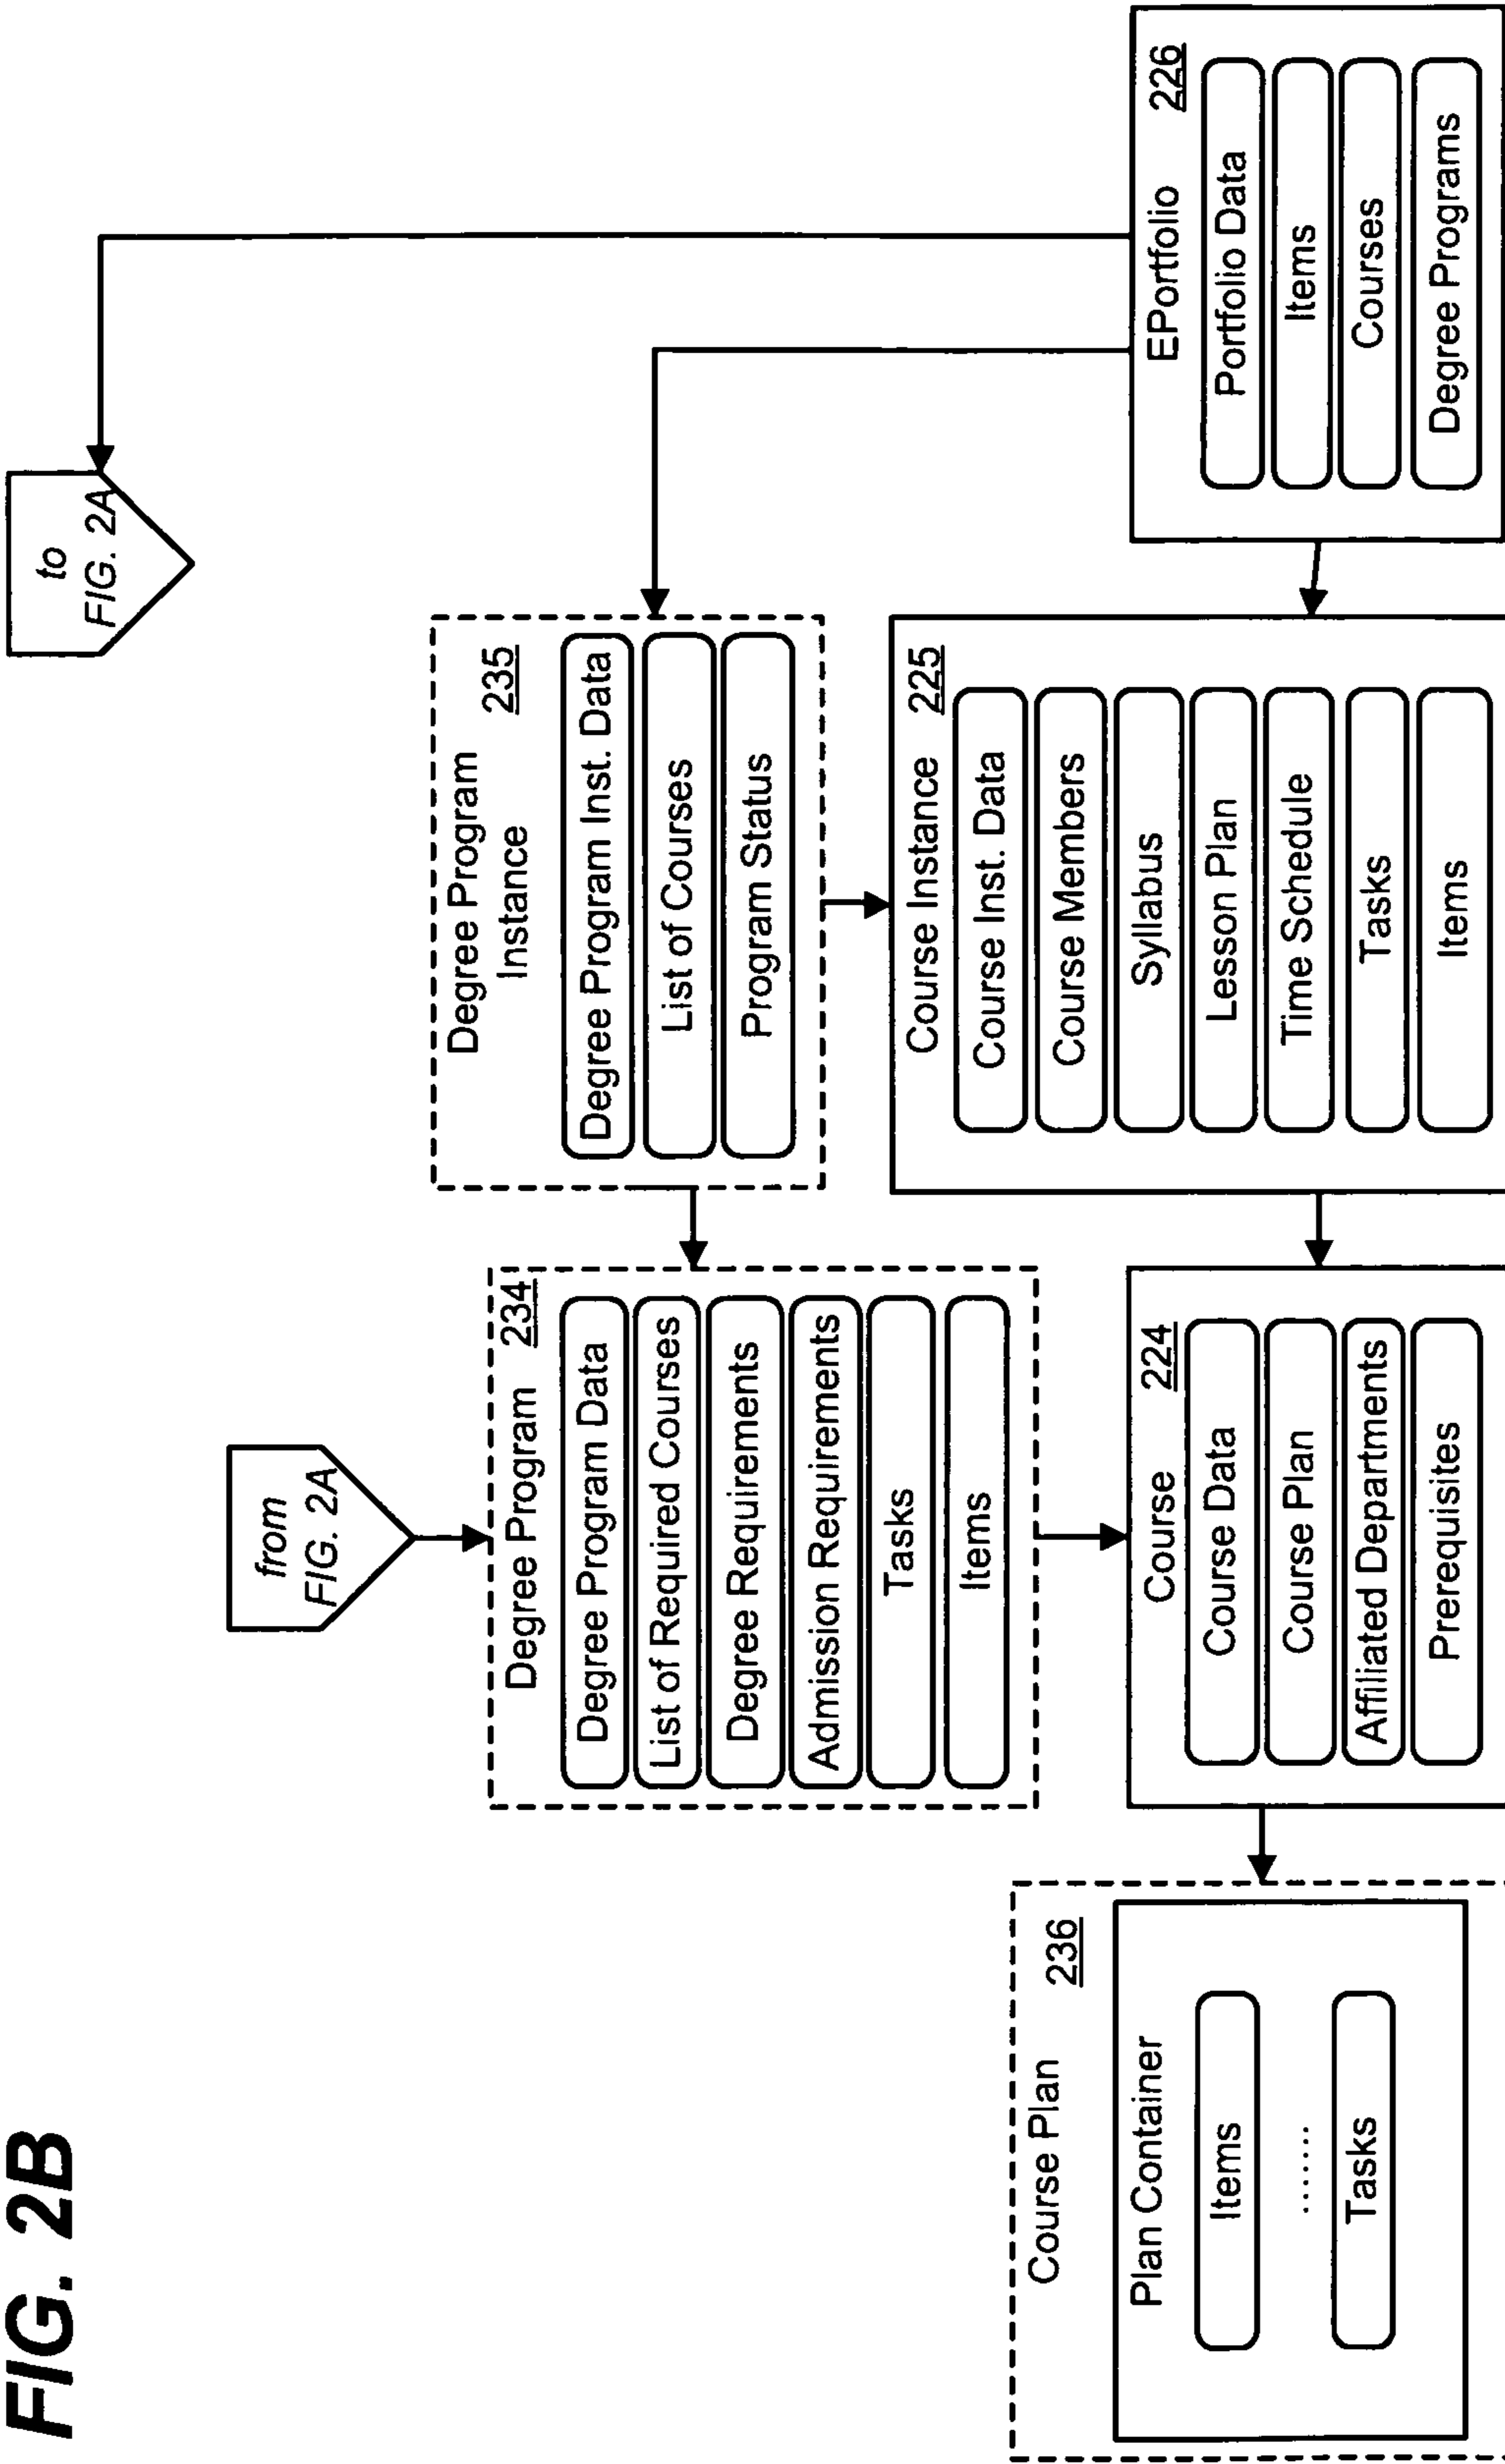 FIG. 2B
to
FIG. 2A
from
FIG. 2A
Degree Program
Instance
235
Degree Program Inst. Data
List of Courses
Program Status
Degree Program 234
Degree Program Data
List of Required Courses
Degree Requirements
Admission Requirements
Tasks
Items
Course Plan 236
Plan Container
Items
......
Tasks
Course 224
Course Data
Course Plan
Affiliated Departments
Prerequisites
Course Instance 225
Course Inst. Data
Course Members
Syllabus
Lesson Plan
Time Schedule
Tasks
Items
EPortfolio 226
Portfolio Data
Items
Courses
Degree Programs